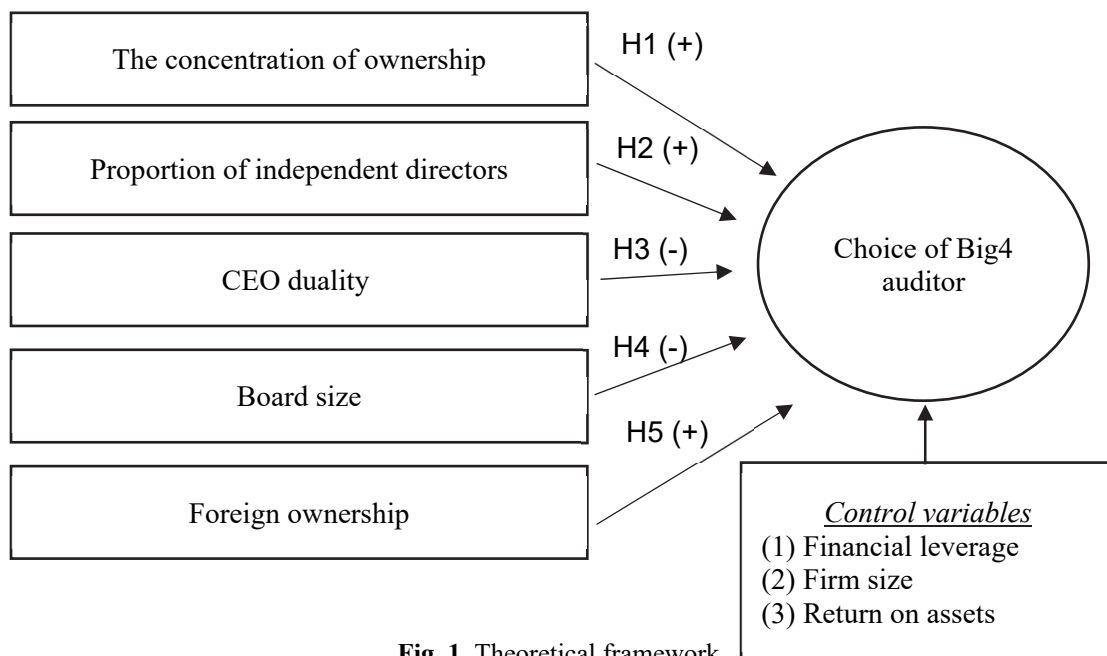 The concentration of ownership
H1 (+)
Proportion of independent directors
H2 (+)
CEO duality
H3 (-)
Board size
H4 (-)
Foreign ownership
H5 (+)
Choice of Big4
auditor
Control variables
(1) Financial leverage
(2) Firm size
(3) Return on assets
Fig. 1. Theoretical framework